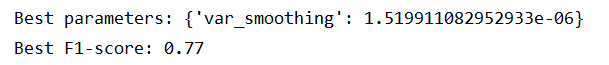 Best parameters: {'var_smoothing': 1.519911082952933e-06}
Best F1-score: 0.77